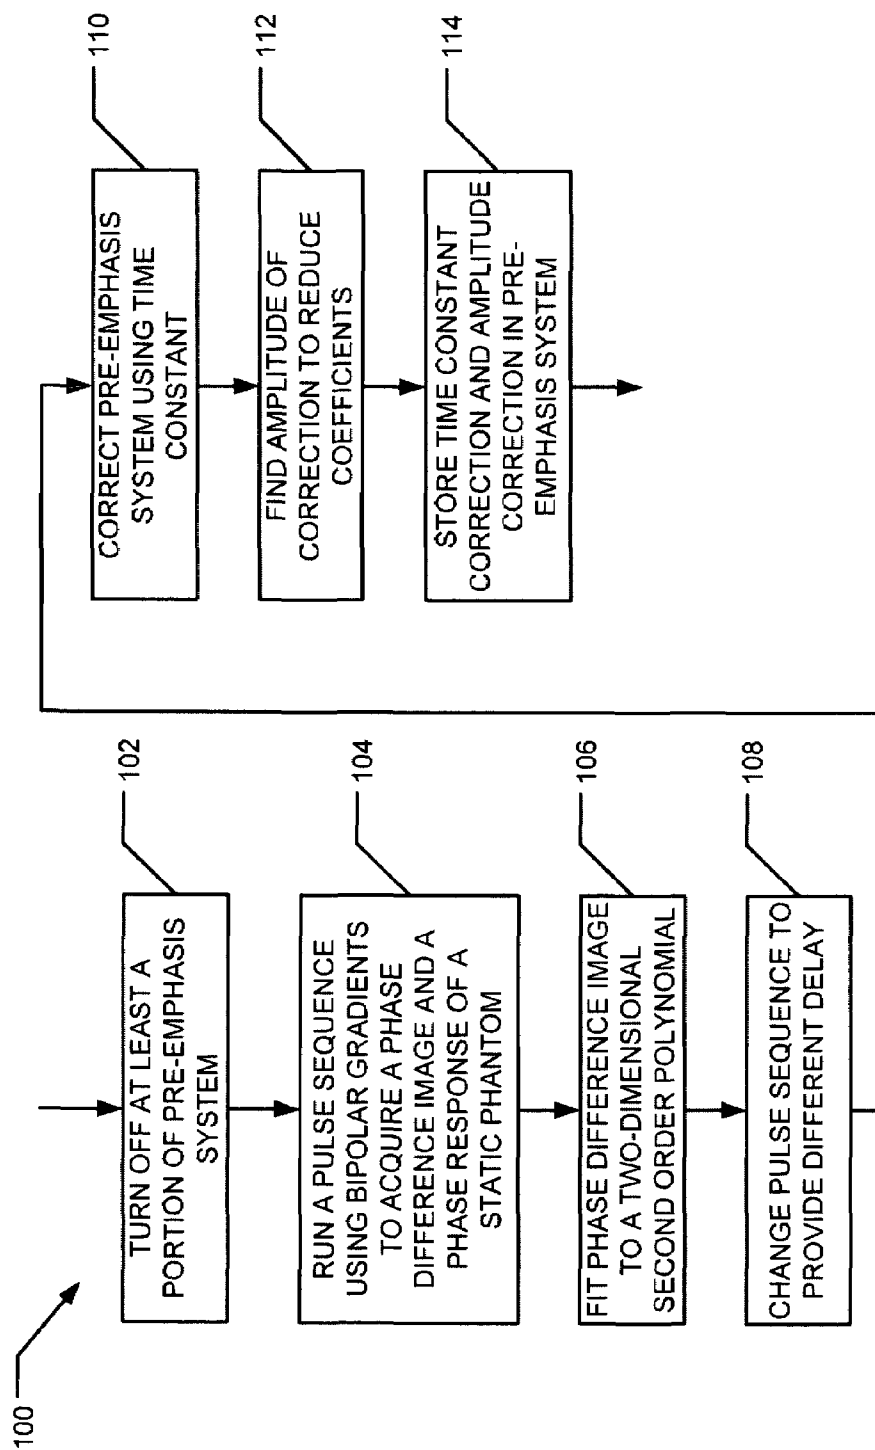 100
102
TURN OFF AT LEAST A
PORTION OF PRE-EMPHASIS
SYSTEM
104
RUN A PULSE SEQUENCE
USING BIPOLAR GRADIENTS
TO ACQUIRE A PHASE
DIFFERENCE IMAGE AND A
PHASE RESPONSE OF A
STATIC PHANTOM
106
FIT PHASE DIFFERENCE IMAGE
TO A TWO-DIMENSIONAL
SECOND ORDER POLYNOMIAL
108
CHANGE PULSE SEQUENCE TO
PROVIDE DIFFERENT DELAY
110
CORRECT PRE-EMPHASIS
SYSTEM USING TIME
CONSTANT
112
FIND AMPLITUDE OF
CORRECTION TO REDUCE
COEFFICIENTS
114
STORE TIME CONSTANT
CORRECTION AND AMPLITUDE
CORRECTION IN PRE-
EMPHASIS SYSTEM